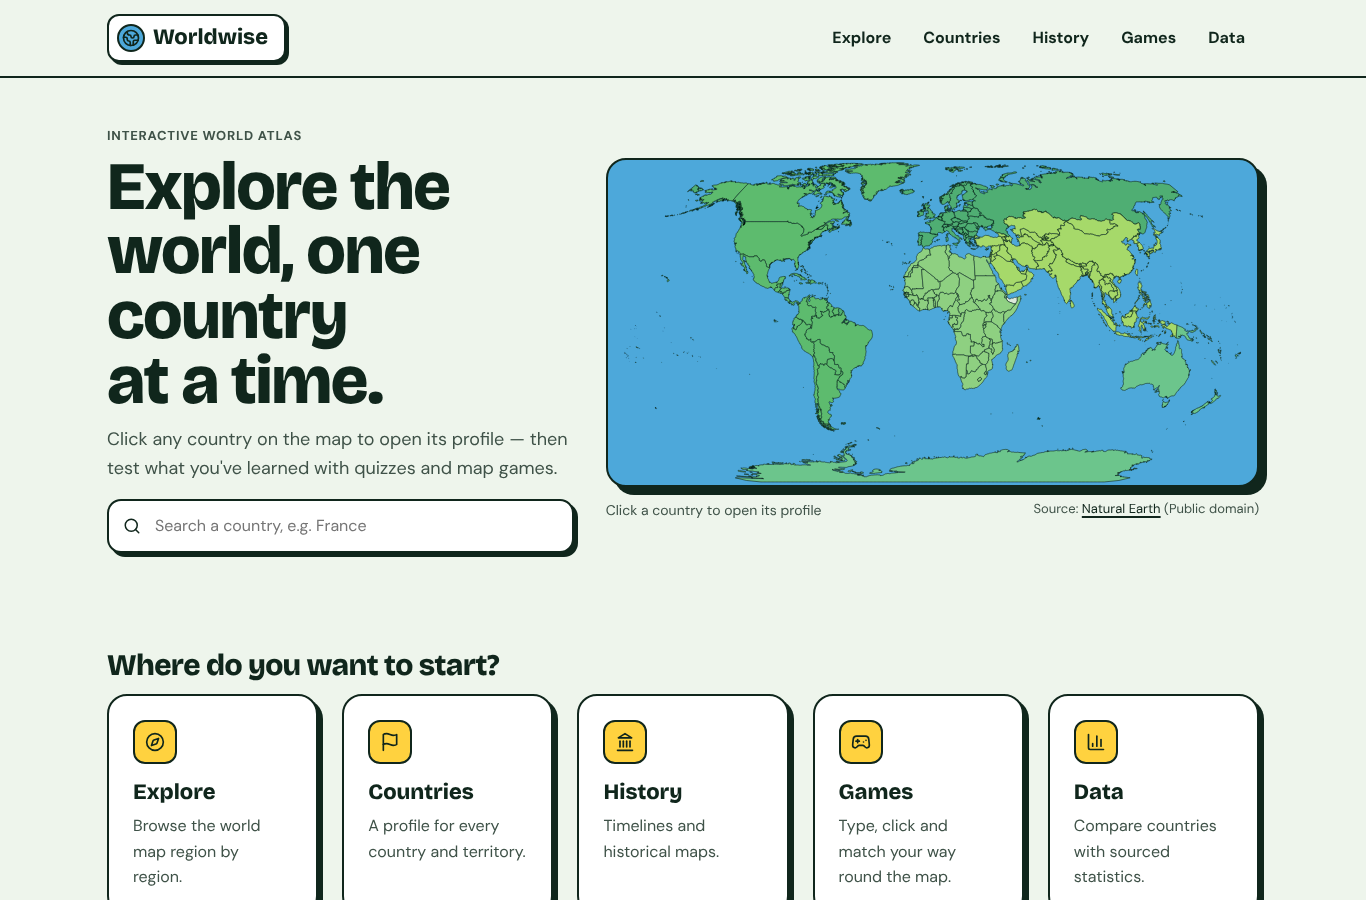 Worldwise
Explore
Countries
History
Games
Data
INTERACTIVE WORLD ATLAS
Explore the
world, one
country
at a time.
Click any country on the map to open its profile — then
test what you've learned with quizzes and map games.
Search a country, e.g. France
Click a country to open its profile
Source: Natural Earth (Public domain)
Where do you want to start?
Explore
Browse the world
map region by
region.
Countries
A profile for every
country and territory.
History
Timelines and
historical maps.
Games
Type, click and
match your way
round the map.
Data
Compare countries
with sourced
statistics.